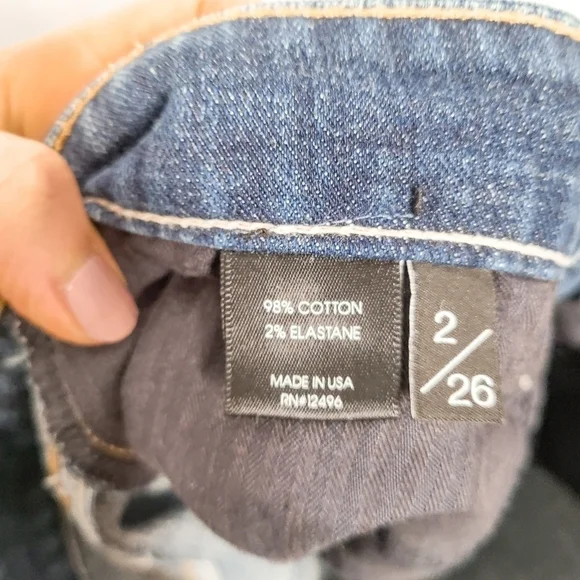 98% COTTON
2% ELASTANE
MADE IN USA
RN#12496
2/26